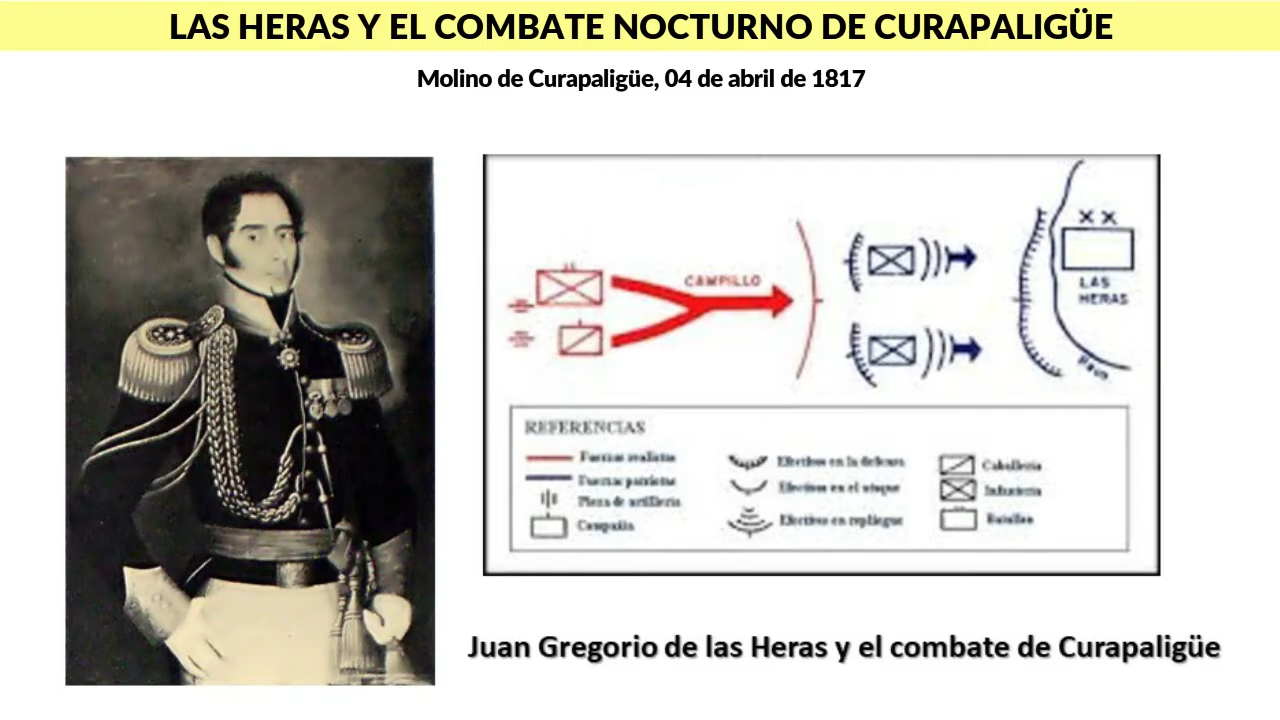 LAS HERAS Y EL COMBATE NOCTURNO DE CURAPALIGÜE
Molino de Curapaligüe, 04 de abril de 1817
CAMPILLO
X X
LAS
HERAS
REFERENCIAS
Fuerzas realistas
Fuerzas patriotas
Pieza de artillería
Compañía
Efectivos en la defensa
Efectivos en el ataque
Efectivos en repliegue
Caballería
Infantería
Batallón
Juan Gregorio de las Heras y el combate de Curapaligüe